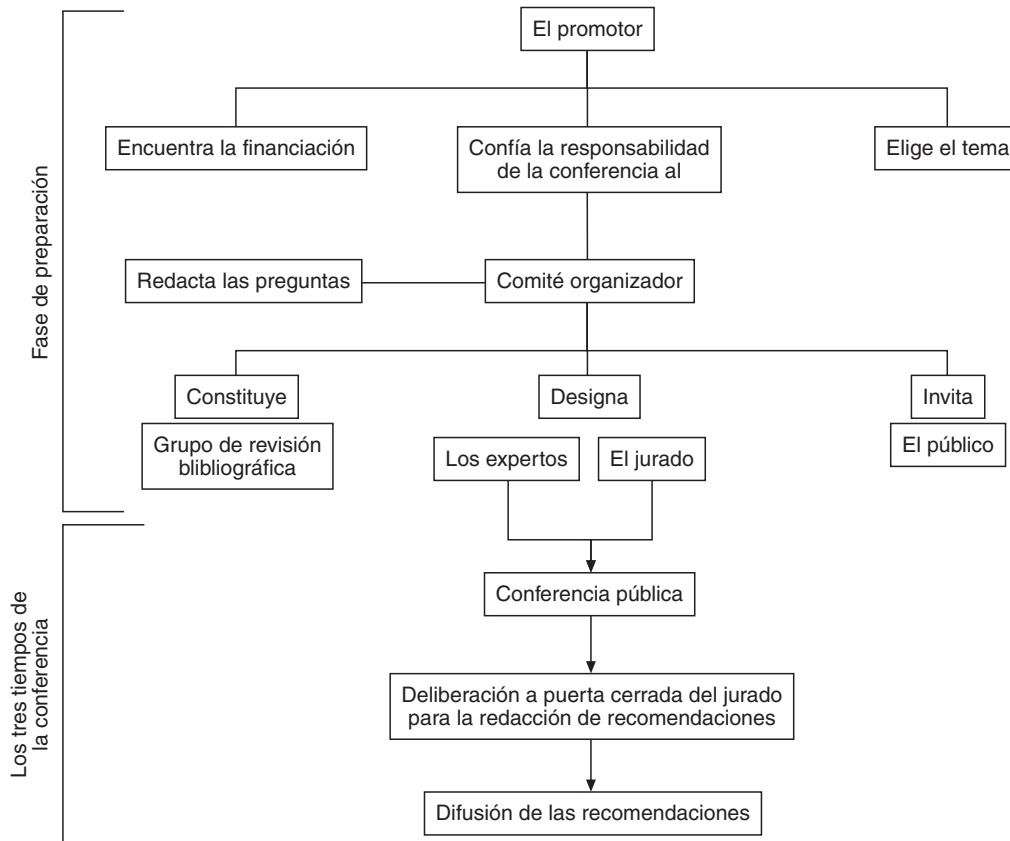 El promotor
Encuentra la financiación
Confía la responsabilidad
de la conferencia al
Elige el tema
Redacta las preguntas
Comité organizador
Constituye
Designa
Invita
Grupo de revisión
blibliográfica
Los expertos
El jurado
El público
Fase de preparación
Conferencia pública
Deliberación a puerta cerrada del jurado
para la redacción de recomendaciones
Difusión de las recomendaciones
Los tres tiempos de
la conferencia